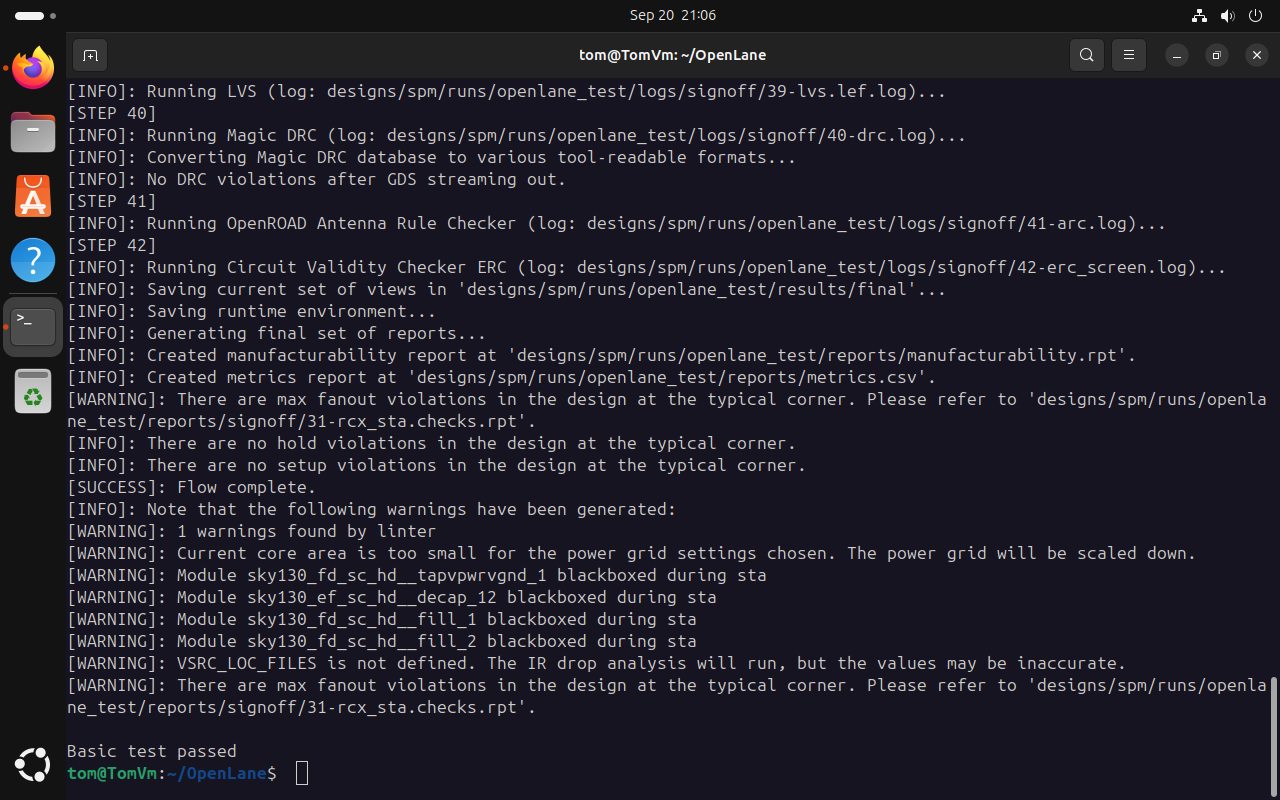 Sep 20 21:06
tom@TomVm: ~/OpenLane
[INFO]: Running LVS (log: designs/spm/runs/openlane_test/logs/signoff/39-lvs.lef.log)...
[STEP 40]
[INFO]: Running Magic DRC (log: designs/spm/runs/openlane_test/logs/signoff/40-drc.log)...
[INFO]: Converting Magic DRC database to various tool-readable formats...
[INFO]: No DRC violations after GDS streaming out.
[STEP 41]
[INFO]: Running OpenROAD Antenna Rule Checker (log: designs/spm/runs/openlane_test/logs/signoff/41-arc.log)...
[STEP 42]
[INFO]: Running Circuit Validity Checker ERC (log: designs/spm/runs/openlane_test/logs/signoff/42-erc_screen.log)...
[INFO]: Saving current set of views in 'designs/spm/runs/openlane_test/results/final'...
[INFO]: Saving runtime environment...
[INFO]: Generating final set of reports...
[INFO]: Created manufacturability report at 'designs/spm/runs/openlane_test/reports/manufacturability.rpt'.
[INFO]: Created metrics report at 'designs/spm/runs/openlane_test/reports/metrics.csv'.
[WARNING]: There are max fanout violations in the design at the typical corner. Please refer to 'designs/spm/runs/openla
ne_test/reports/signoff/31-rcx_sta.checks.rpt'.
[INFO]: There are no hold violations in the design at the typical corner.
[INFO]: There are no setup violations in the design at the typical corner.
[SUCCESS]: Flow complete.
[INFO]: Note that the following warnings have been generated:
[WARNING]: 1 warnings found by linter
[WARNING]: Current core area is too small for the power grid settings chosen. The power grid will be scaled down.
[WARNING]: Module sky130_fd_sc_hd__tapvpwrvgnd_1 blackboxed during sta
[WARNING]: Module sky130_ef_sc_hd__decap_12 blackboxed during sta
[WARNING]: Module sky130_fd_sc_hd__fill_1 blackboxed during sta
[WARNING]: Module sky130_fd_sc_hd__fill_2 blackboxed during sta
[WARNING]: VSRC_LOC_FILES is not defined. The IR drop analysis will run, but the values may be inaccurate.
[WARNING]: There are max fanout violations in the design at the typical corner. Please refer to 'designs/spm/runs/openla
ne_test/reports/signoff/31-rcx_sta.checks.rpt'.
Basic test passed
tom@TomVm:~/OpenLane$